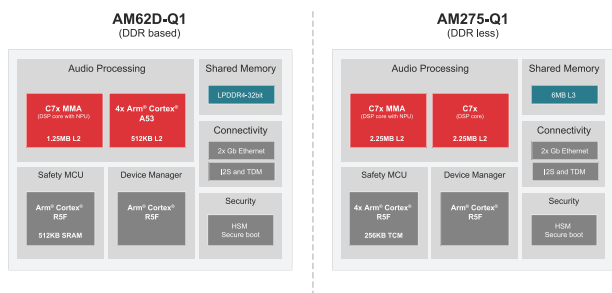 AM62D-Q1
(DDR based)
Audio Processing
C7x MMA
(DSP core with NPU)
1.25MB L2
4x Arm® Cortex®
A53
512KB L2
Shared Memory
LPDDR4-32bit
Connectivity
2x Gb Ethernet
I2S and TDM
Safety MCU
Arm® Cortex®
R5F
512KB SRAM
Device Manager
Arm® Cortex®
R5F
Security
HSM
Secure boot
AM275-Q1
(DDR less)
Audio Processing
C7x MMA
(DSP core with NPU)
2.25MB L2
C7x
(DSP core)
2.25MB L2
Shared Memory
6MB L3
Connectivity
2x Gb Ethernet
I2S and TDM
Safety MCU
4x Arm® Cortex®
R5F
256KB TCM
Device Manager
Arm® Cortex®
R5F
Security
HSM
Secure boot